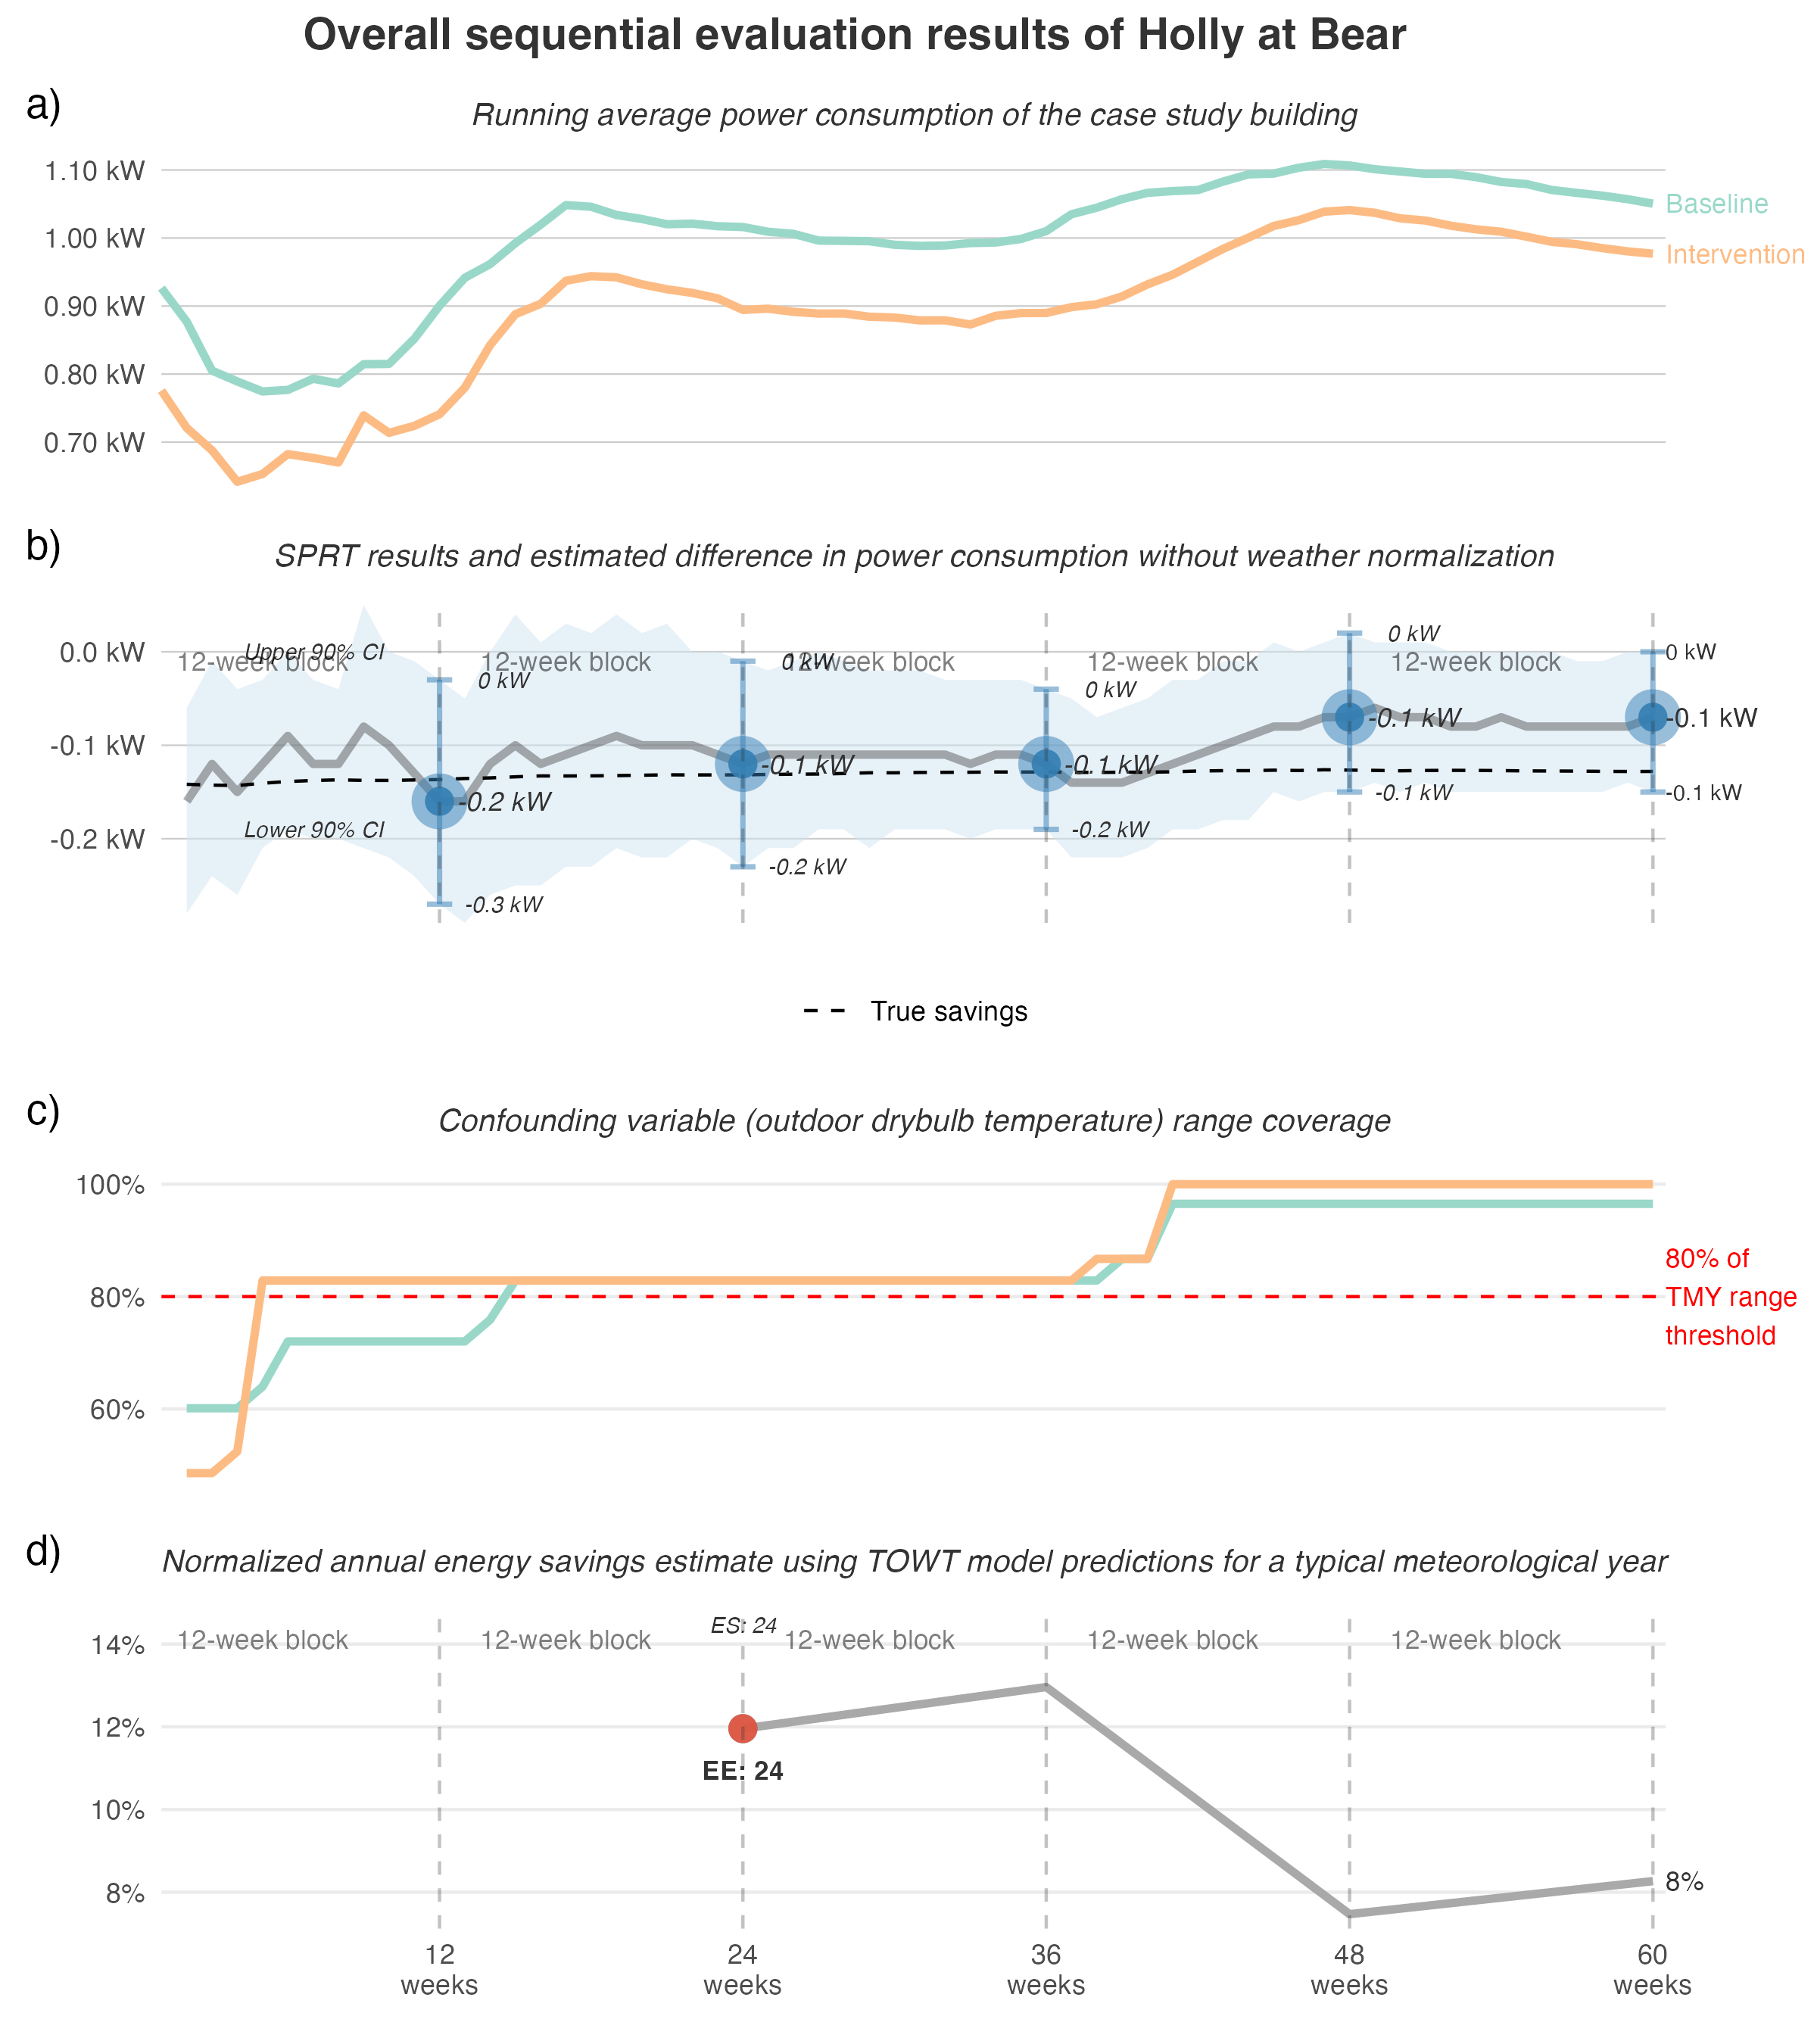 Overall sequential evaluation results of Holly at Bear
a)
Running average power consumption of the case study building
1.10 kW
1.00 kW
0.90 kW
0.80 kW
0.70 kW
Baseline
Intervention
b)
SPRT results and estimated difference in power consumption without weather normalization
0.0 kW
-0.1 kW
-0.2 kW
Upper 90% CI
12-week block
12-week block
12-week block
12-week block
12-week block
Lower 90% CI
0 kW
-0.2 kW
-0.3 kW
0 kW
-0.1 kW
-0.2 kW
0 kW
-0.1 kW
-0.2 kW
0 kW
-0.1 kW
-0.1 kW
0 kW
-0.1 kW
-0.1 kW
True savings
c)
Confounding variable (outdoor drybulb temperature) range coverage
100%
80%
60%
80% of
TMY range
threshold
d)
Normalized annual energy savings estimate using TOWT model predictions for a typical meteorological year
14%
12%
10%
8%
ES: 24
12-week block
12-week block
12-week block
12-week block
12-week block
EE: 24
8%
12
weeks
24
weeks
36
weeks
48
weeks
60
weeks